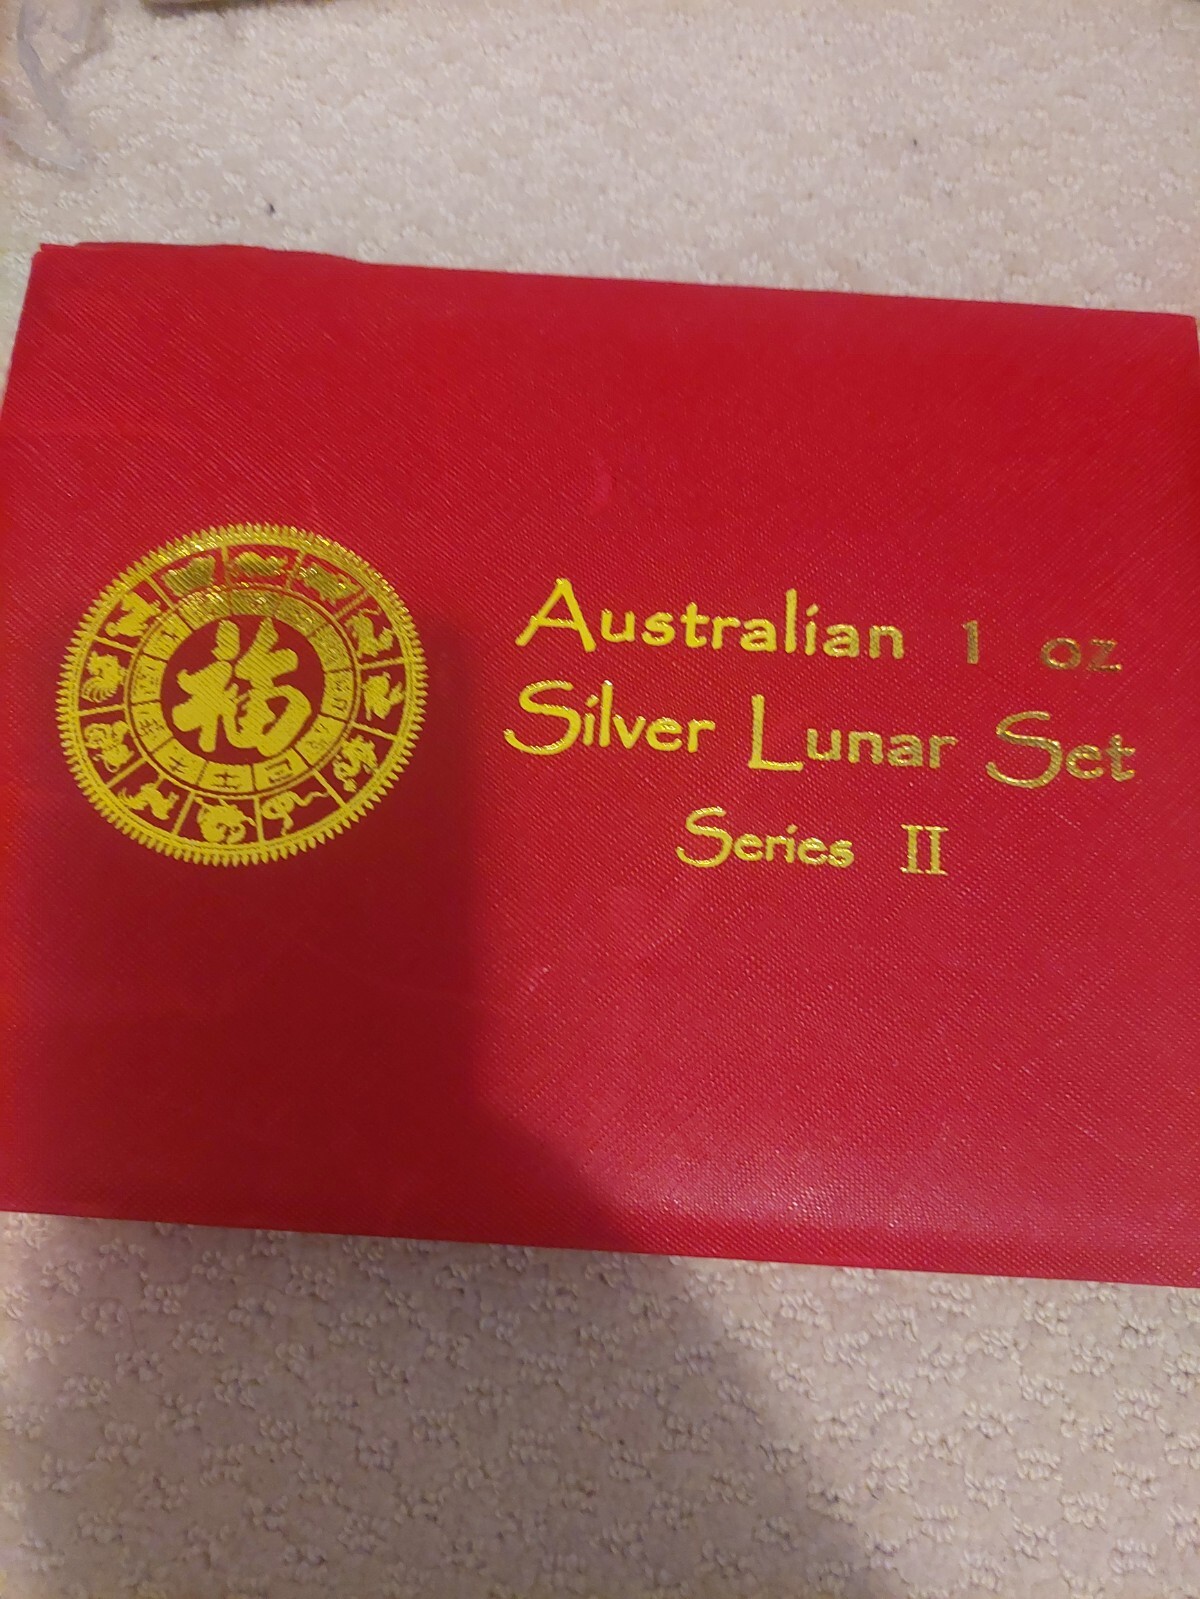 福
Australian 1 oz
Silver Lunar Set
Series II